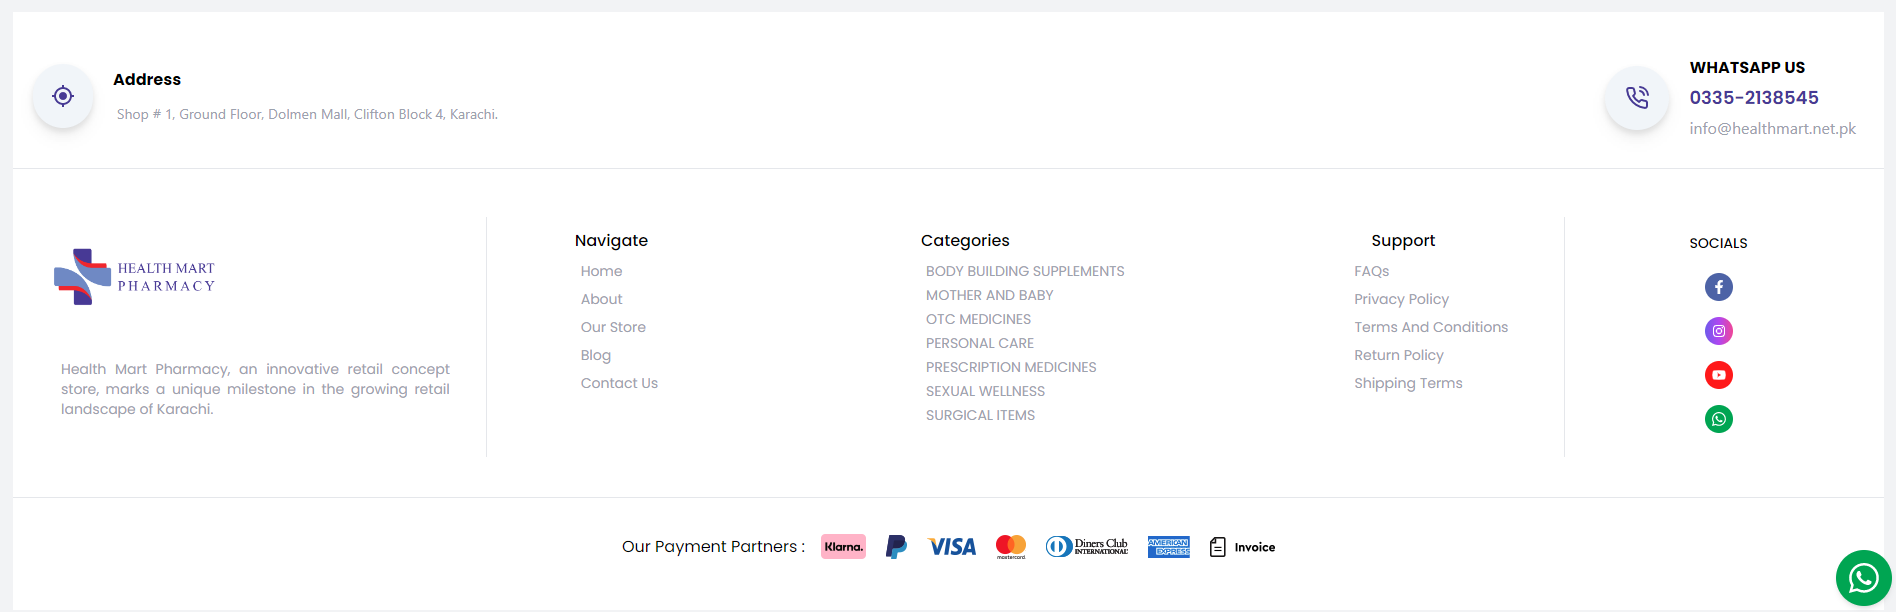 Address
Shop # 1, Ground Floor, Dolmen Mall, Clifton Block 4, Karachi.
WHATSAPP US
0335-2138545
info@healthmart.net.pk
HEALTH MART
PHARMACY
Health Mart Pharmacy, an innovative retail concept
store, marks a unique milestone in the growing retail
landscape of Karachi.
Navigate
Home
About
Our Store
Blog
Contact Us
Categories
BODY BUILDING SUPPLEMENTS
MOTHER AND BABY
OTC MEDICINES
PERSONAL CARE
PRESCRIPTION MEDICINES
SEXUAL WELLNESS
SURGICAL ITEMS
Support
FAQs
Privacy Policy
Terms And Conditions
Return Policy
Shipping Terms
SOCIALS
Our Payment Partners :
Klarna.
VISA
mastercard.
Diners Club
INTERNATIONAL
AMERICAN
EXPRESS
Invoice